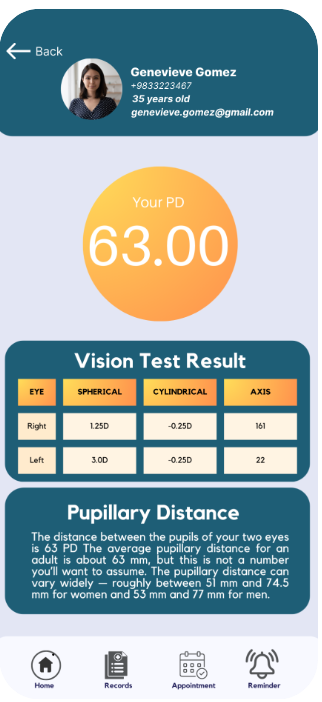 Back
Genevieve Gomez
+9833223467
35 years old
genevieve.gomez@gmail.com
Your PD
63.00
Vision Test Result
EYE SPHERICAL CYLINDRICAL AXIS
Right 1.25D -0.25D 161
Left 3.0D -0.25D 22
Pupillary Distance
The distance between the pupils of your two eyes
is 63 PD The average pupillary distance for an
adult is about 63 mm, but this is not a number
you'll want to assume. The pupillary distance can
vary widely — roughly between 51 mm and 74.5
mm for women and 53 mm and 77 mm for men.
Home Records Appointment Reminder